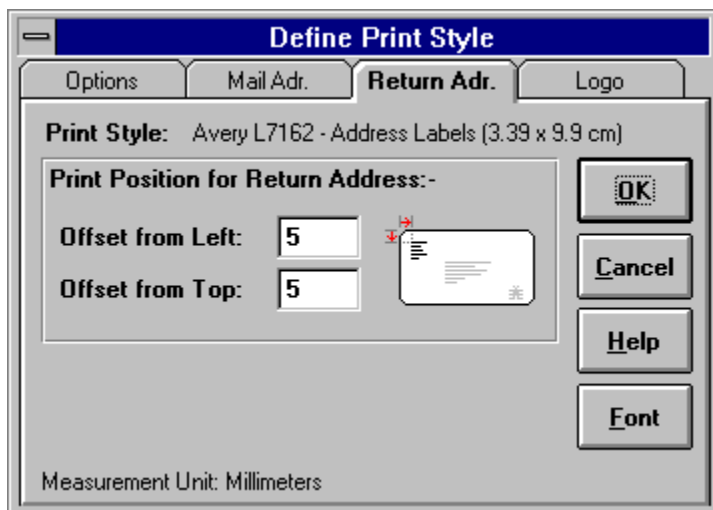 Define Print Style
Options Mail Adr. Return Adr. Logo
Print Style: Avery L7162 - Address Labels (3.39 x 9.9 cm)
Print Position for Return Address:-
Offset from Left: 5
Offset from Top: 5
OK
Cancel
Help
Font
Measurement Unit: Millimeters